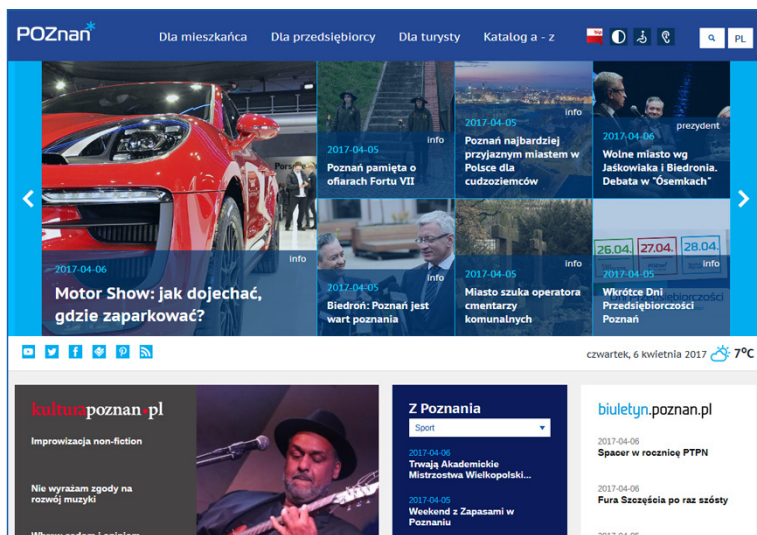 POZnan*
Dla mieszkańca
Dla przedsiębiorcy
Dla turysty
Katalog a - z
PL
2017-04-06
info
Motor Show: jak dojechać,
gdzie zaparkować?
info
2017-04-05
Poznań pamięta o
ofiarach Fortu VII
info
2017-04-05
Poznań najbardziej
przyjaznym miastem w
Polsce dla
cudzoziemców
prezydent
2017-04-06
Wolne miasto wg
Jaśkowiaka i Biedronia.
Debata w "Ósemkach"
info
2017-04-05
Biedroń: Poznań jest
wart poznania
info
2017-04-05
Miasto szuka operatora
cmentarzy
komunalnych
26.04. 27.04. 28.04.
info
2017-04-05
Wkrótce Dni
Przedsiębiorczości
Poznań
czwartek, 6 kwietnia 2017 7°C
kulturapoznan.pl
Improwizacja non-fiction
Nie wyrażam zgody na
rozwój muzyki
Z Poznania
Sport
2017-04-06
Trwają Akademickie
Mistrzostwa Wielkopolski...
2017-04-05
Weekend z Zapasami w
Poznaniu
biuletyn.poznan.pl
2017-04-06
Spacer w rocznicę PTPN
2017-04-06
Fura Szczęścia po raz szósty